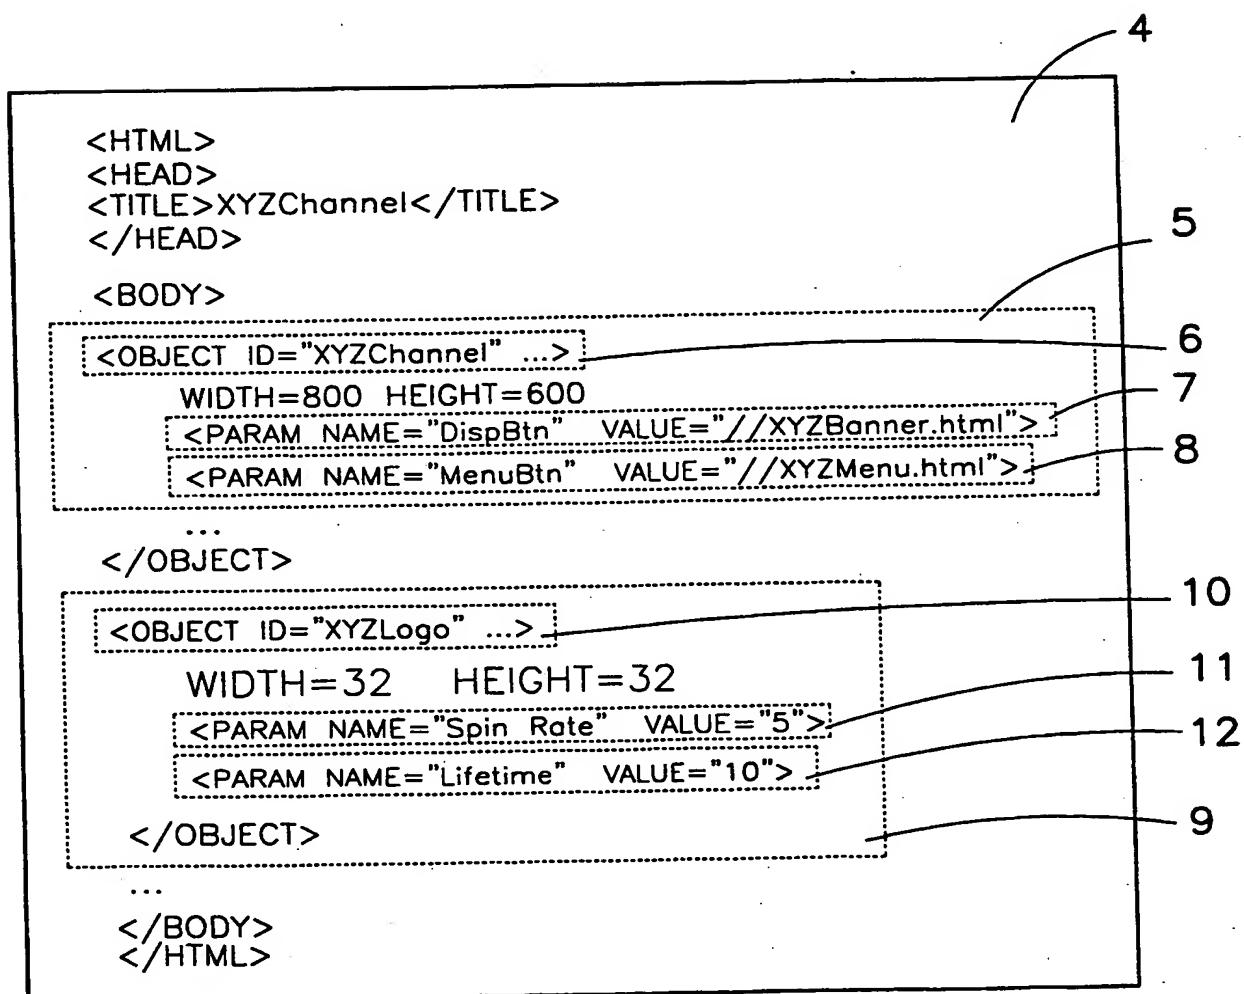 4
<HTML>
<HEAD>
<TITLE>XYZChannel</TITLE>
</HEAD>
5
<BODY>
<OBJECT ID="XYZChannel" ...>
6
WIDTH=800 HEIGHT=600
7
<PARAM NAME="DispBtn" VALUE="//XYZBanner.html">
<PARAM NAME="MenuBtn" VALUE="//XYZMenu.html">
8
...
</OBJECT>
10
<OBJECT ID="XYZLogo" ...>
WIDTH=32 HEIGHT=32
11
<PARAM NAME="Spin Rate" VALUE="5">
12
<PARAM NAME="Lifetime" VALUE="10">
</OBJECT>
9
...
</BODY>
</HTML>